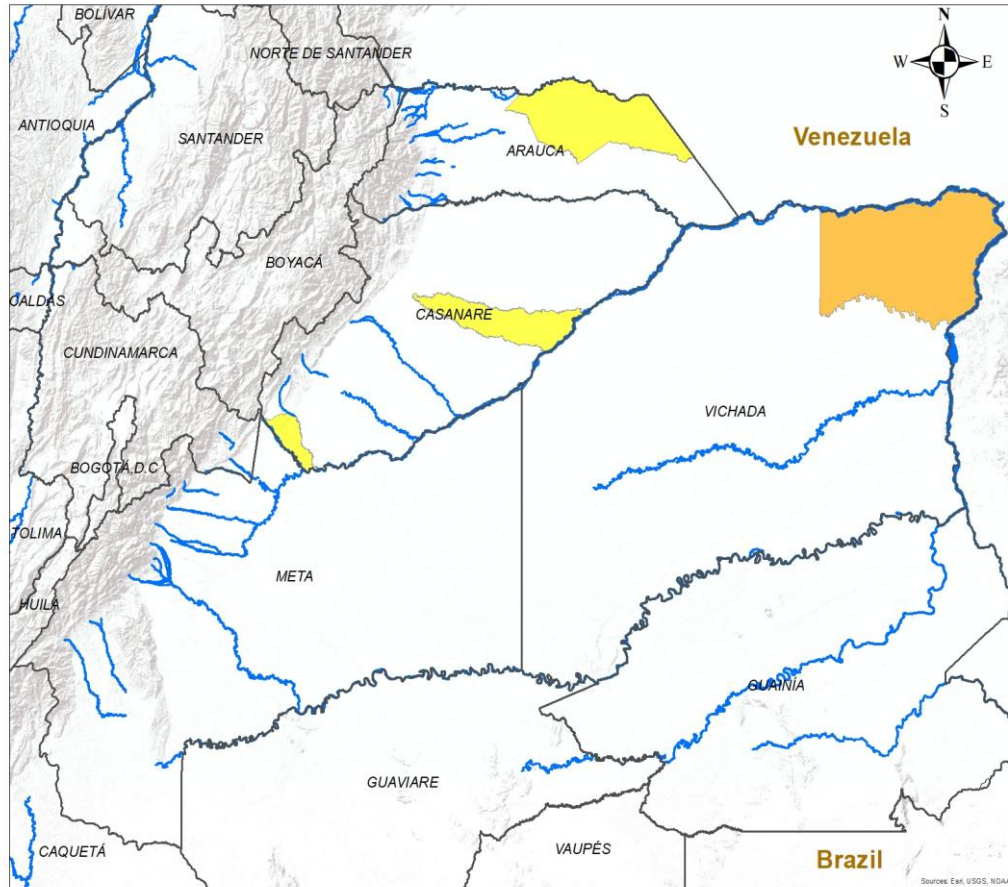 BOLÍVAR
N
NORTE DE SANTANDER
W
E
S
ANTIOQUIA
SANTANDER
Venezuela
ARAUCA
BOYACÁ
CALDAS
CASANARE
CUNDINAMARCA
VICHADA
BOGOTÁ,D.C
TOLIMA
META
HUILA
GUAINÍA
GUAVIARE
VAUPÉS
CAQUETÁ
Brazil
Sources: Esri, USGS, NOAA